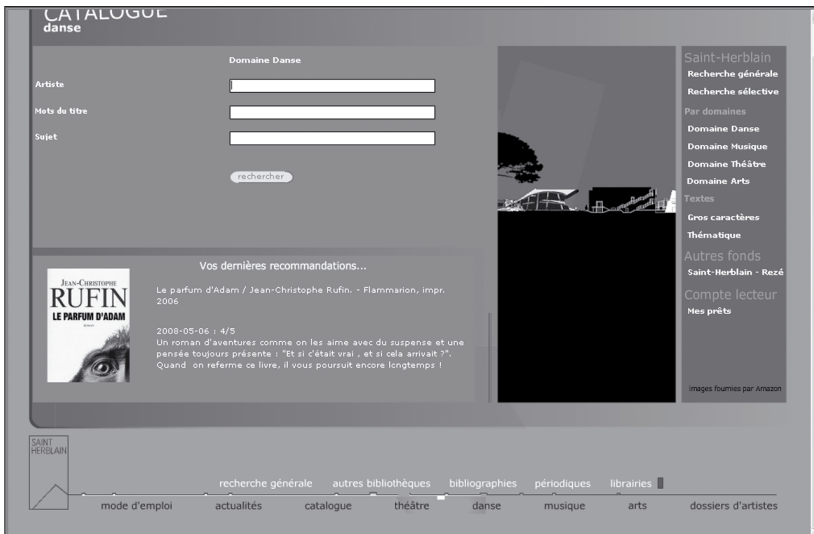 CATALOGUE
danse
Domaine Danse
Artiste
Mots du titre
Sujet
rechercher
Vos dernières recommandations...
JEAN-CHRISTOPHE
RUFIN
LE PARFUM D'ADAM
ROMAN
Le parfum d'Adam / Jean-Christophe Rufin. - Flammarion, impr.
2006
2008-05-06 : 4/5
Un roman d'aventures comme on les aime avec du suspense et une
pensée toujours présente : "Et si c'était vrai , et si cela arrivait ?".
Quand on referme ce livre, il vous poursuit encore longtemps !
Saint-Herblain
Recherche générale
Recherche sélective
Par domaines
Domaine Danse
Domaine Musique
Domaine Théâtre
Domaine Arts
Textes
Gros caractères
Thématique
Autres fonds
Saint-Herblain - Rezé
Compte lecteur
Mes prêts
images fournies par Amazon
SAINT
HERBLAIN
recherche générale autres bibliothèques bibliographies périodiques librairies
mode d'emploi actualités catalogue théâtre danse musique arts dossiers d'artistes